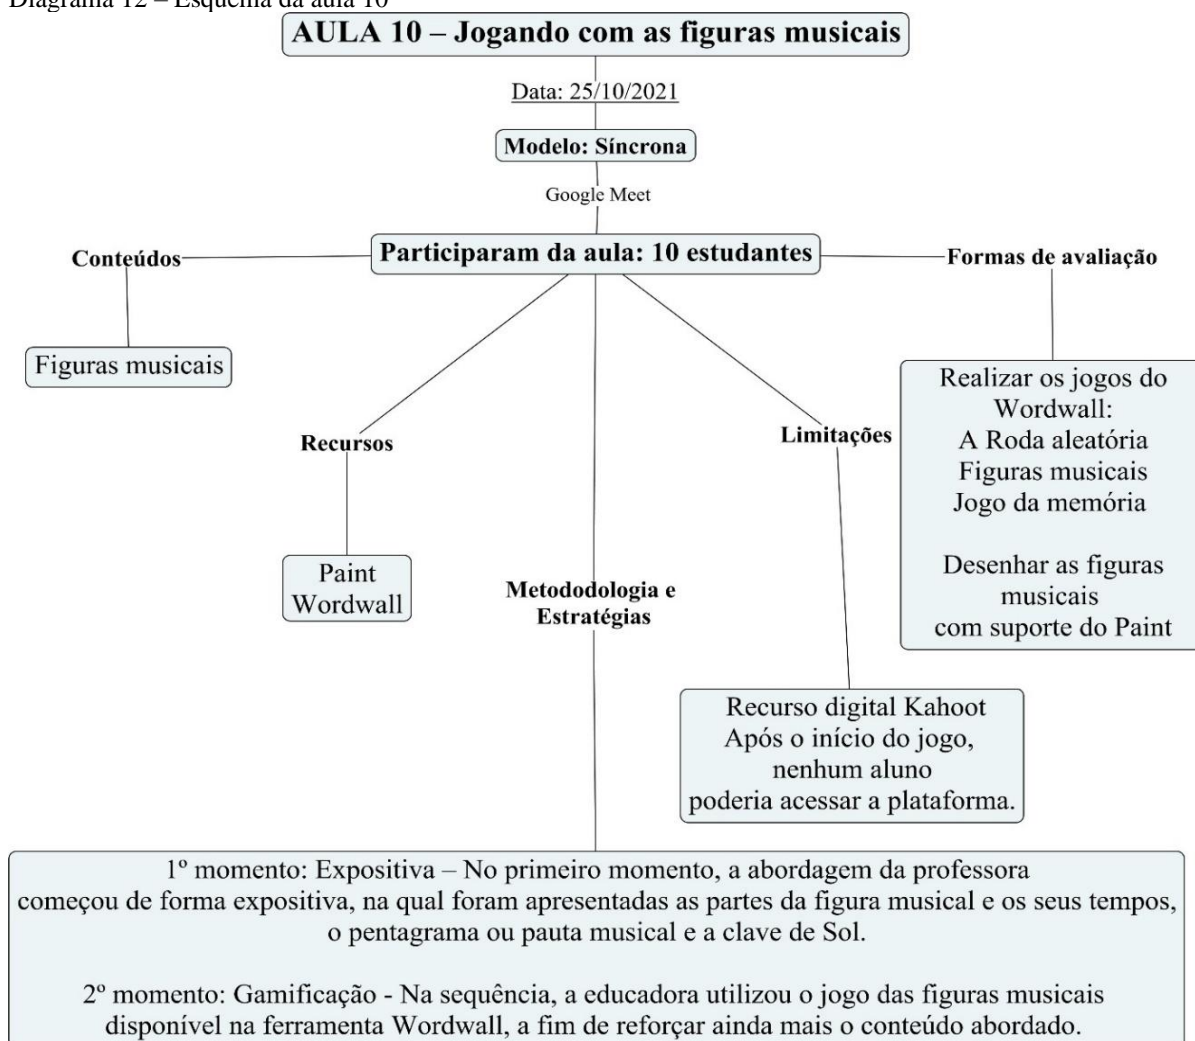 Diagrama 12 – Esquema da aula 10
AULA 10 – Jogando com as figuras musicais
Data: 25/10/2021
Modelo: Síncrona
Google Meet
Participaram da aula: 10 estudantes
Conteúdos
Figuras musicais
Recursos
Paint
Wordwall
Metododologia e
Estratégias
Limitações
Recurso digital Kahoot
Após o início do jogo,
nenhum aluno
poderia acessar a plataforma.
Formas de avaliação
Realizar os jogos do
Wordwall:
A Roda aleatória
Figuras musicais
Jogo da memória
Desenhar as figuras
musicais
com suporte do Paint
1º momento: Expositiva – No primeiro momento, a abordagem da professora
começou de forma expositiva, na qual foram apresentadas as partes da figura musical e os seus tempos,
o pentagrama ou pauta musical e a clave de Sol.
2º momento: Gamificação - Na sequência, a educadora utilizou o jogo das figuras musicais
disponível na ferramenta Wordwall, a fim de reforçar ainda mais o conteúdo abordado.